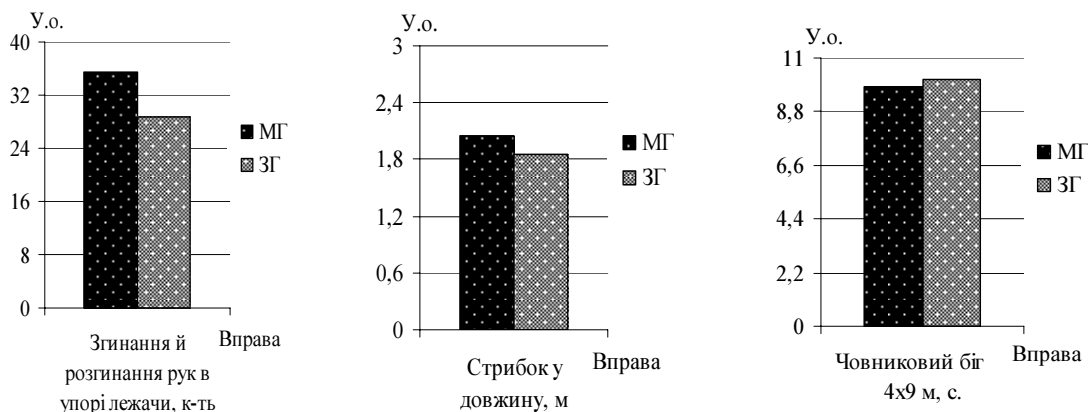 У.о.
40
32
24
16
8
0
МГ
ЗГ
Згинання й
розгинання рук в
упорі лежачи, к-ть
Вправа
У.о.
3
2,4
1,8
1,2
0,6
0
МГ
ЗГ
Стрибок у
довжину, м
Вправа
У.о.
11
8,8
6,6
4,4
2,2
0
МГ
ЗГ
Човниковий біг
4х9 м, с.
Вправа